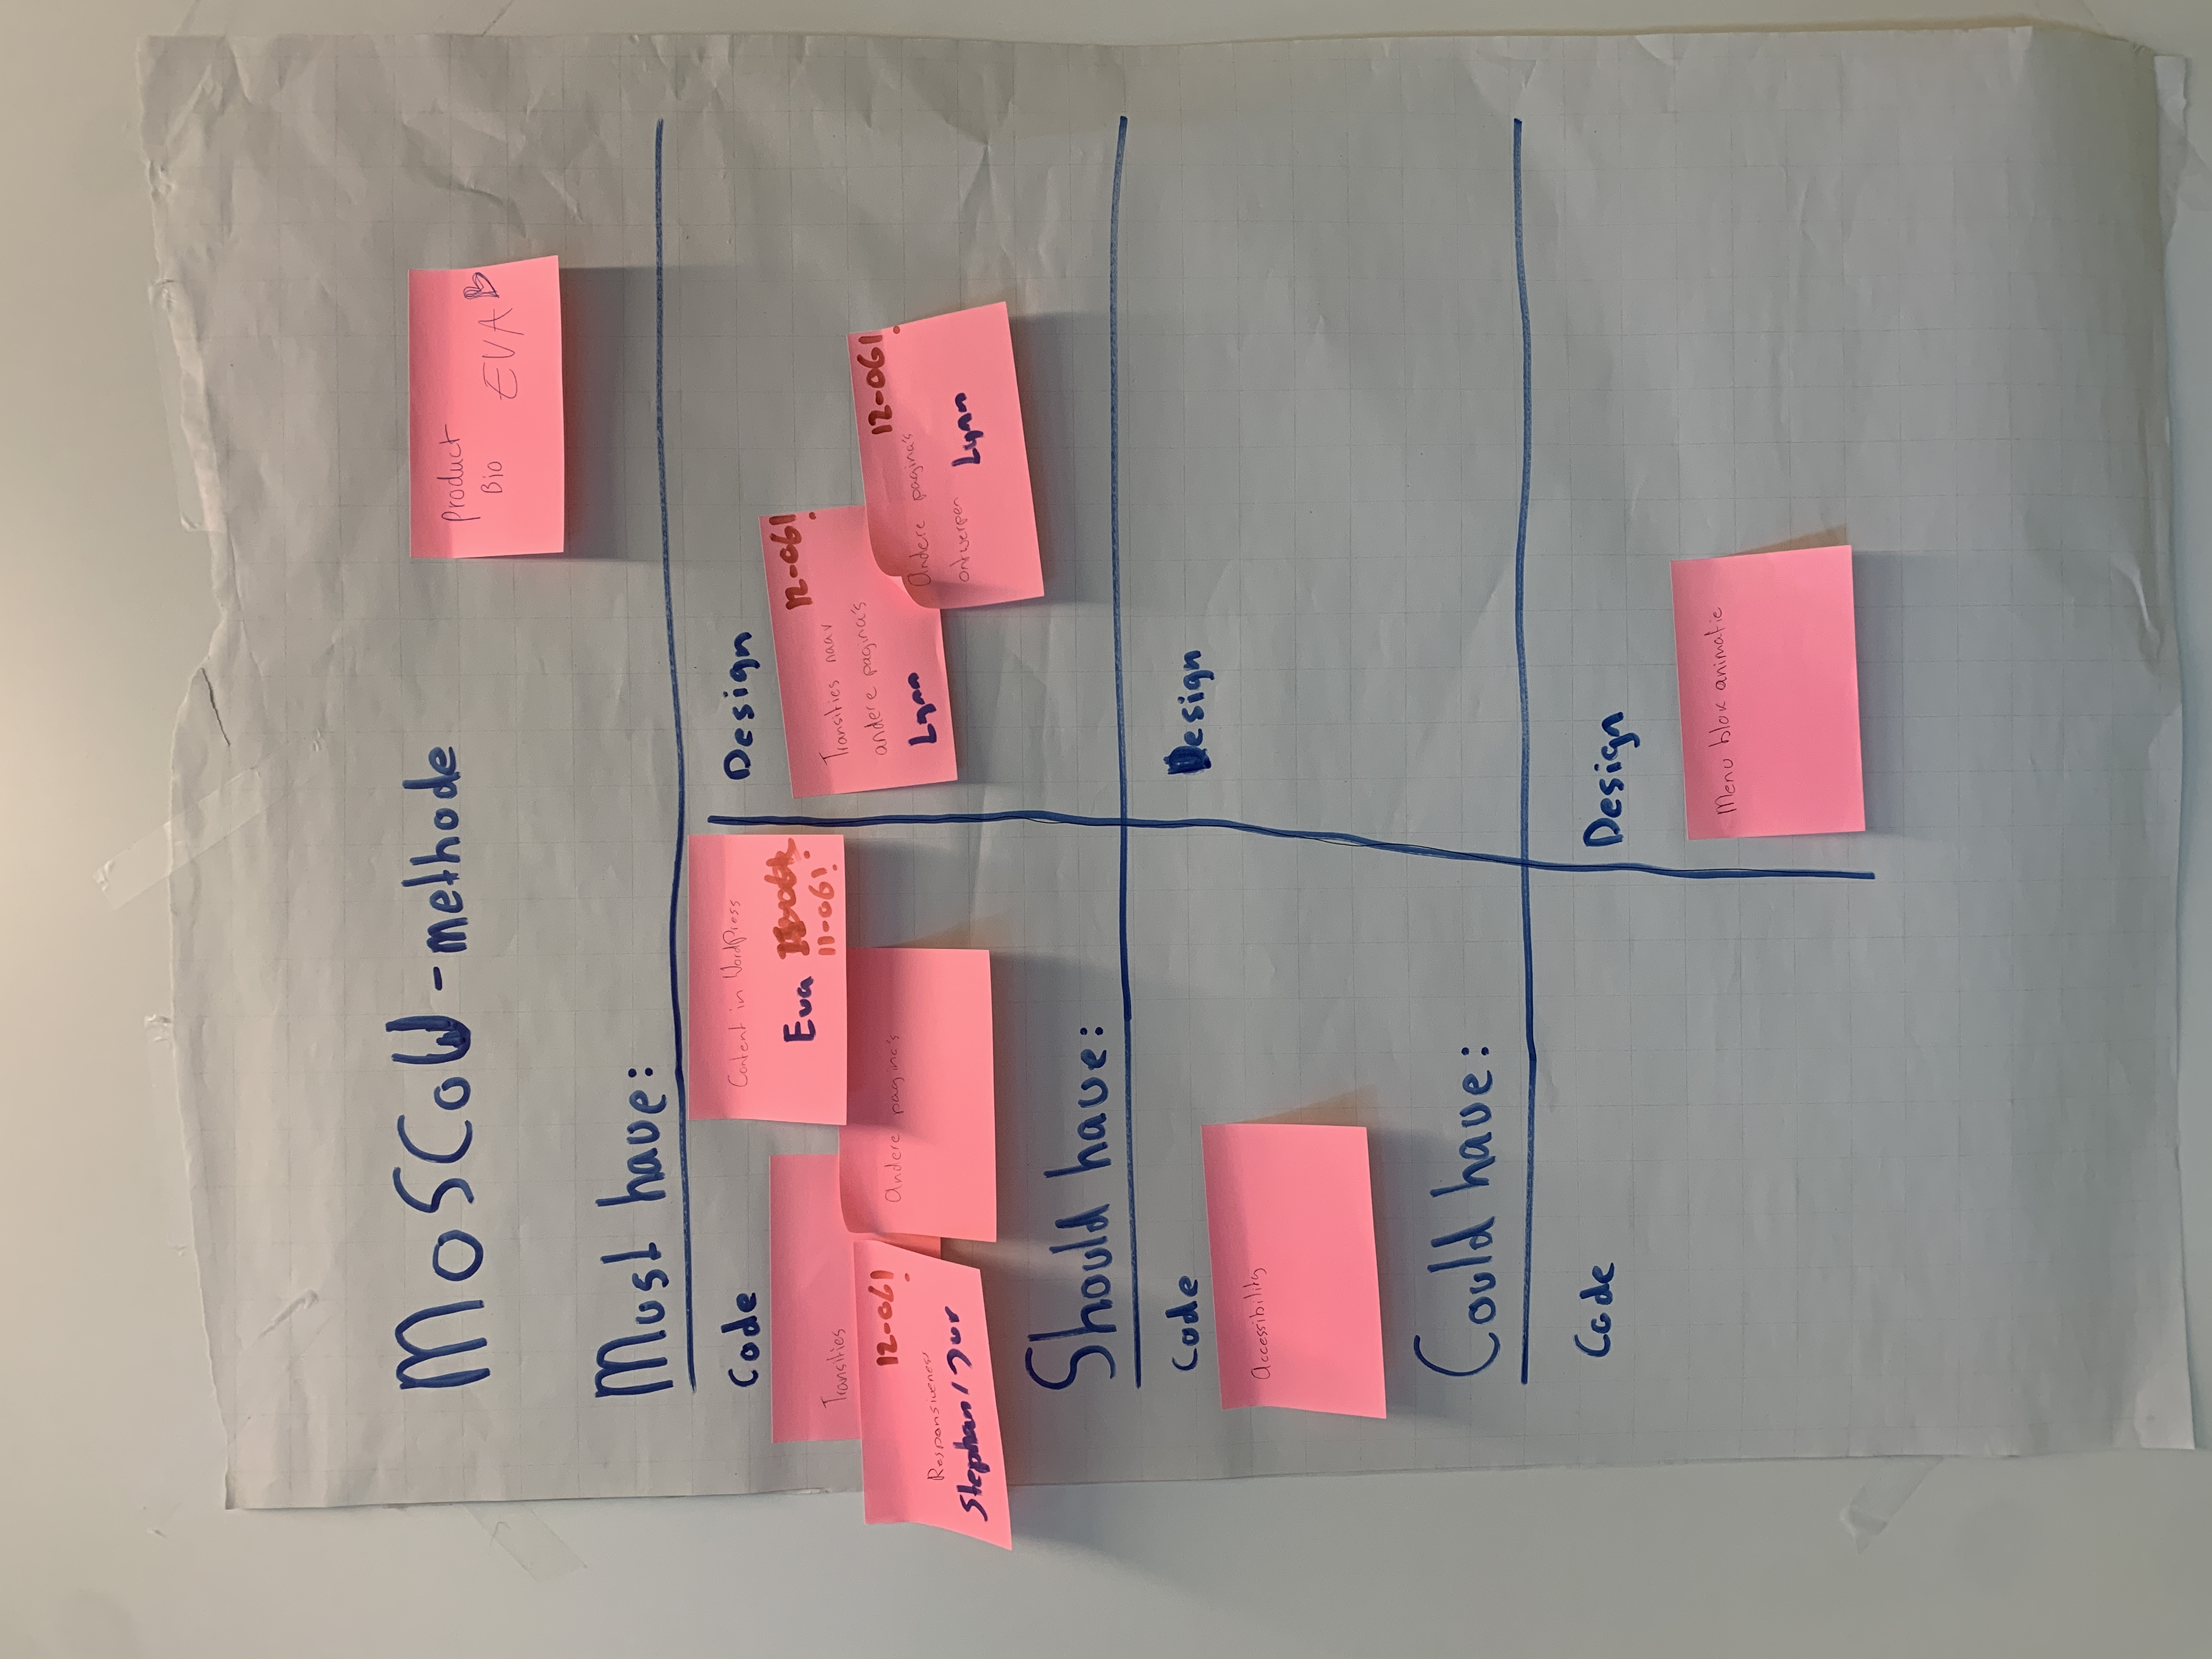 MoSCoW-methode
Product
Bio EVA
Must have:
Code
Content in WordPress
Eva
11-06!
Transities
12-06!
Responsiveness
Stephan / Jur
Andere pagina's
Design
12-06!
Transities naar
andere pagina's
Lynn
12-06!
Andere pagina's
ontwerpen Lynn
Should have:
Code
Design
Accessibility
Could have:
Code
Design
Menu blok animatie